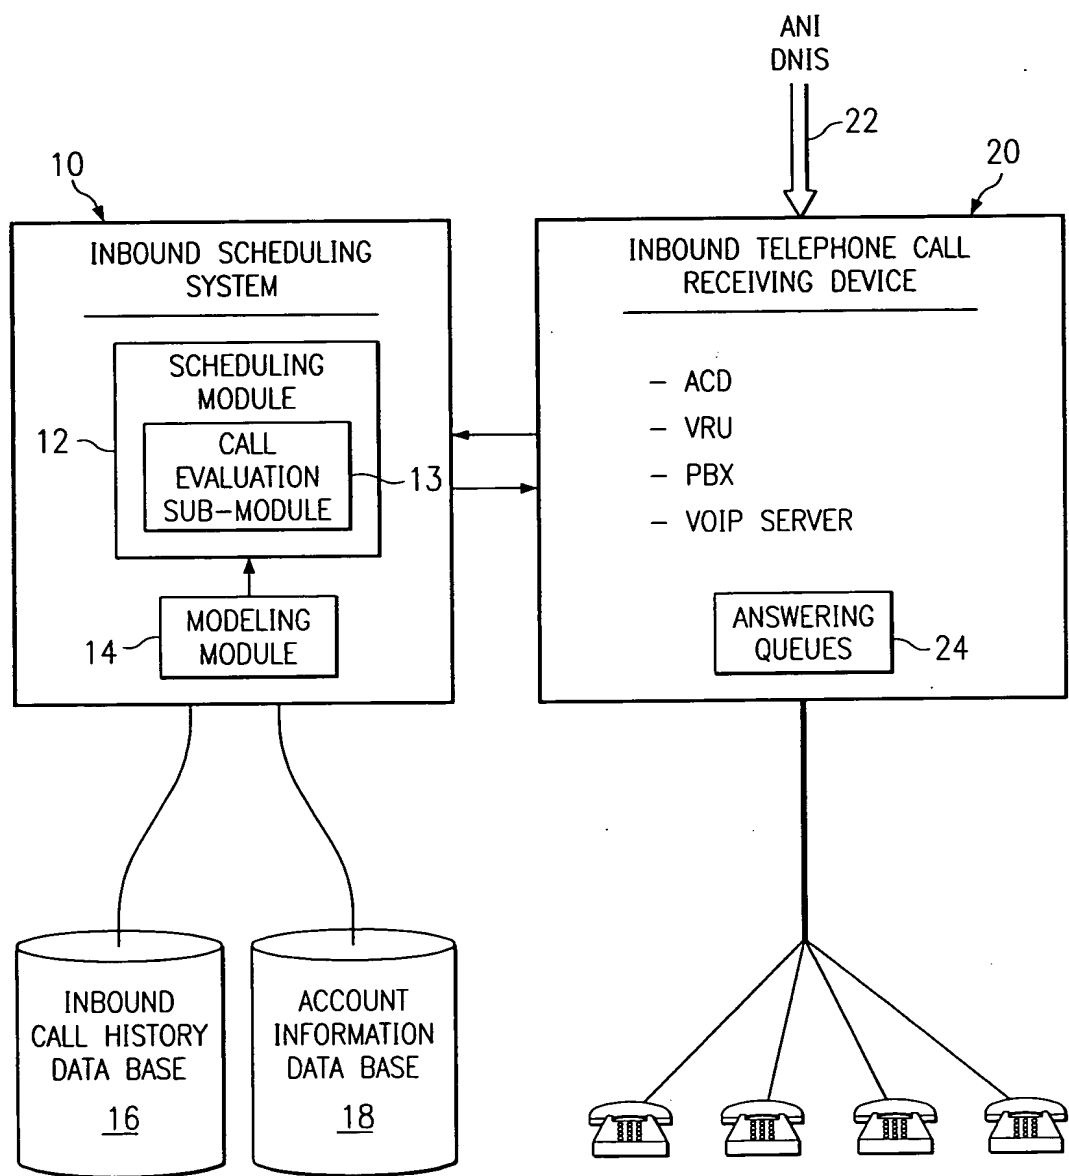 ANI
DNIS
22
10
20
INBOUND SCHEDULING
SYSTEM
SCHEDULING
MODULE
12
CALL
EVALUATION
SUB-MODULE
13
MODELING
MODULE
14
INBOUND TELEPHONE CALL
RECEIVING DEVICE
- ACD
- VRU
- PBX
- VOIP SERVER
ANSWERING
QUEUES
24
INBOUND
CALL HISTORY
DATA BASE
16
ACCOUNT
INFORMATION
DATA BASE
18